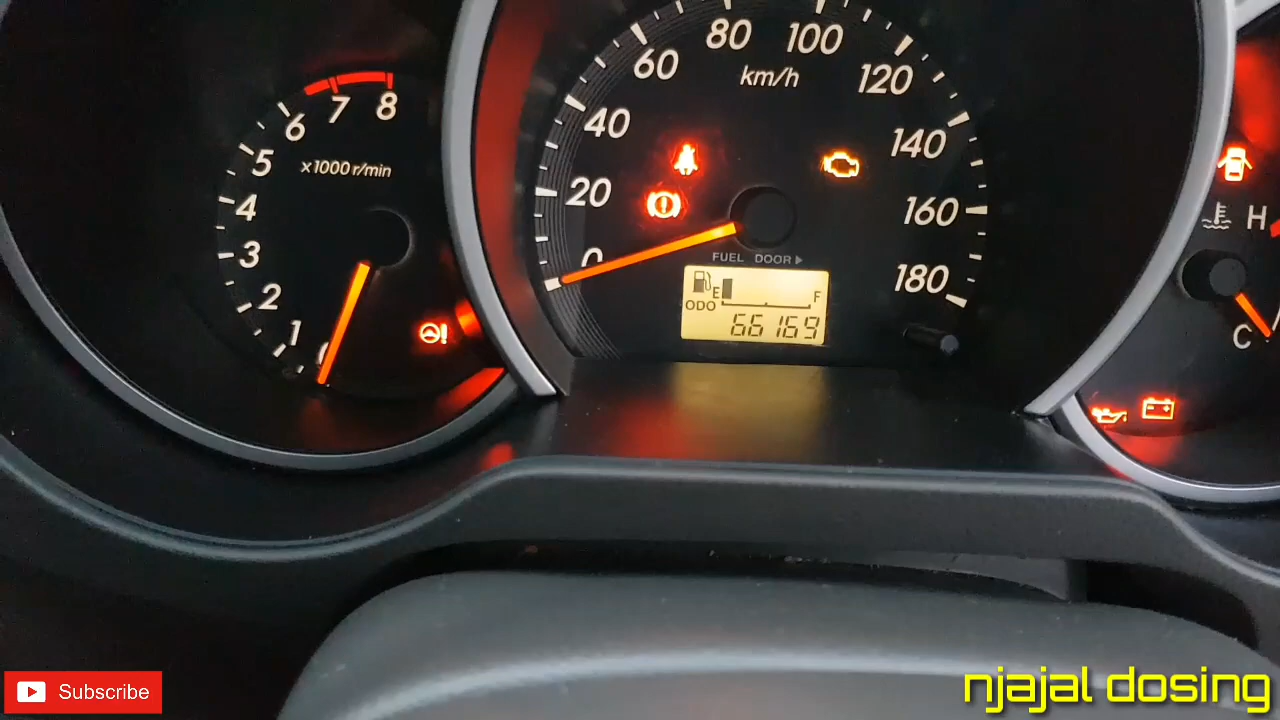 6 7 8
5
x1000 r/min
4
3
2
1
80 100
60
km/h
120
40
140
20
160
0
FUEL DOOR
180
E F
ODO
66169
H
C
Subscribe
njajal dosing